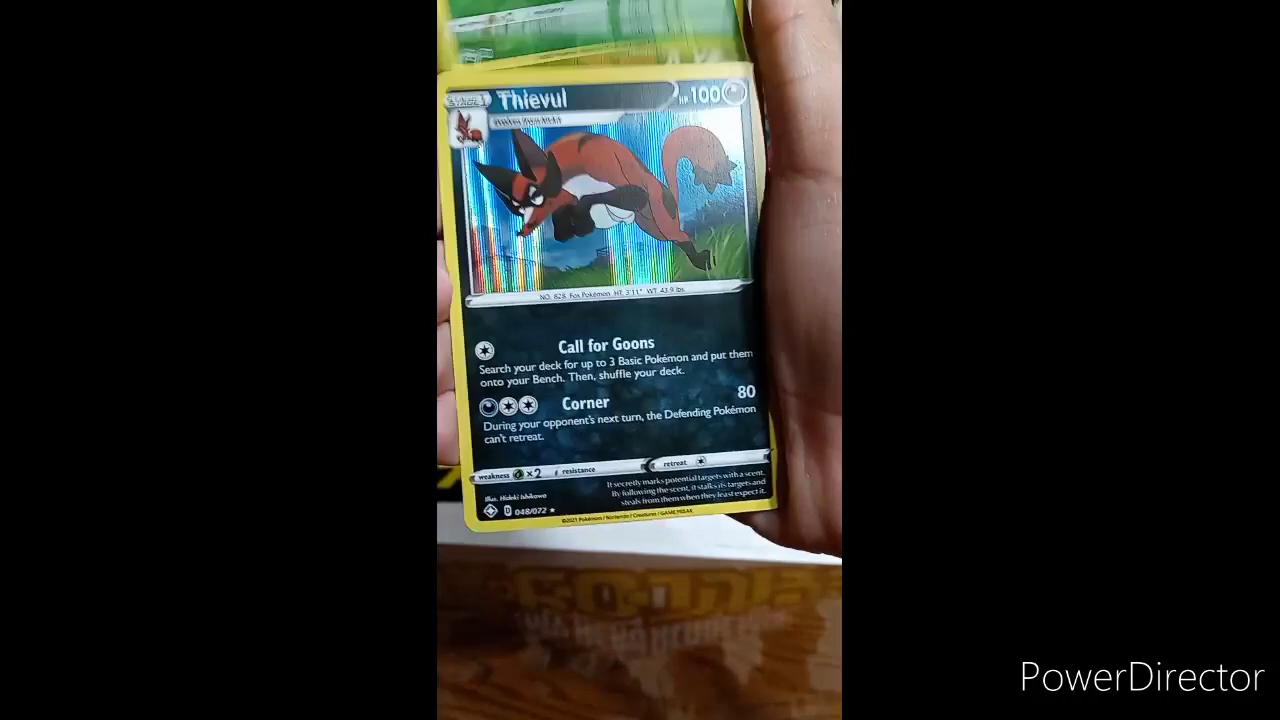 Thievul
HP 100
NO. 828 Fox Pokémon HT. 3'11" WT. 43.9 lbs.
Call for Goons
Search your deck for up to 3 Basic Pokémon and put them
onto your Bench. Then, shuffle your deck.
Corner 80
During your opponent's next turn, the Defending Pokémon
can't retreat.
weakness ×2 resistance retreat
It secretly marks potential targets with a scent.
By following the scent, it stalks its targets and
steals from them when they least expect it.
Illus. Hideki Ishikawa
D 048/072 ★
©2021 Pokémon / Nintendo / Creatures / GAME FREAK
PowerDirector